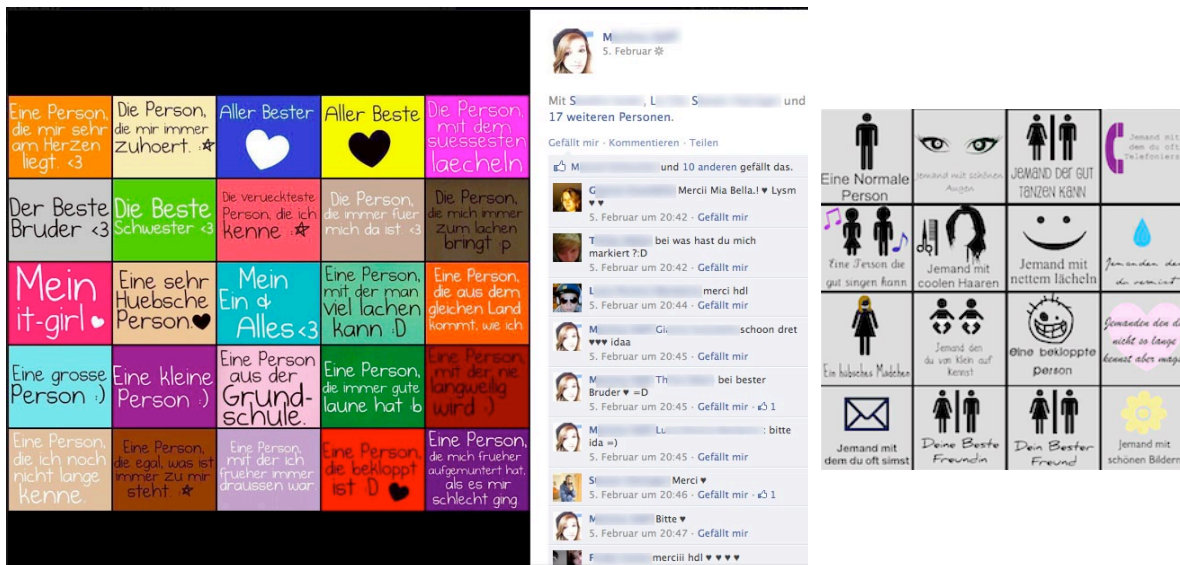 Eine Person,
die mir sehr
am Herzen
liegt. <3
Die Person,
die mir immer
zuhoert. :☆
Aller Bester
Aller Beste
Die Person,
mit dem
suessesten
laecheln
Der Beste
Bruder <3
Die Beste
Schwester <3
Die verueckteste
Person, die ich
kenne :☆
Die Person,
die immer fuer
mich da ist <3
Die Person,
die mich immer
zum lachen
bringt :p
Mein
it-girl
Eine sehr
Huebsche
Person.
Mein
Ein &
Alles <3
Eine Person,
mit der man
viel lachen
kann :D
Eine Person,
die aus dem
gleichen Land
kommt, wie ich
Eine grosse
Person :)
Eine kleine
Person :)
Eine Person
aus der
Grund-
schule.
Eine Person,
die immer gute
laune hat :b
Eine Person,
mit der, nie
langweilig
wird :)
Eine Person,
die ich noch
nicht lange
kenne.
Eine Person,
die egal, was ist
immer zu mir
steht. :☆
Eine Person,
mit der ich
frueher immer
draussen war.
Eine Person,
die bekloppt
ist :D
Eine Person,
die mich frueher
aufgemuntert hat,
als es mir
schlecht ging.
M
5. Februar
Mit S , L S und
17 weiteren Personen.
Gefällt mir · Kommentieren · Teilen
M und 10 anderen gefällt das.
G Mercii Mia Bella.! ♥ Lysm
♥ ♥
5. Februar um 20:42 · Gefällt mir
T bei was hast du mich
markiert ?:D
5. Februar um 20:42 · Gefällt mir
L merci hdl
5. Februar um 20:44 · Gefällt mir
M Gi schoon dret
♥♥♥ idaa
5. Februar um 20:45 · Gefällt mir
M Th bei bester
Bruder ♥ =D
5. Februar um 20:45 · Gefällt mir · 1
M Lu : bitte
ida =)
5. Februar um 20:45 · Gefällt mir
S Merci ♥
5. Februar um 20:46 · Gefällt mir · 1
M Bitte ♥
5. Februar um 20:47 · Gefällt mir
F merciii hdl ♥ ♥ ♥ ♥
Eine Normale
Person
Jemand mit schönen
Augen
Jemand der gut
tanzen kann
Jemand mit
dem du oft
Telefonierst
Eine Person die
gut singen kann
Jemand mit
coolen Haaren
Jemand mit
nettem lächeln
Jemanden den
du vermisst
Ein hübsches Mädchen
Jemand den
du von klein auf
Kennst
eine bekloppte
person
Jemanden den du
nicht so lange
kennst aber mags
Jemand mit
dem du oft simst
Deine Beste
Freundin
Dein Bester
Freund
Jemand mit
schönen Bildern